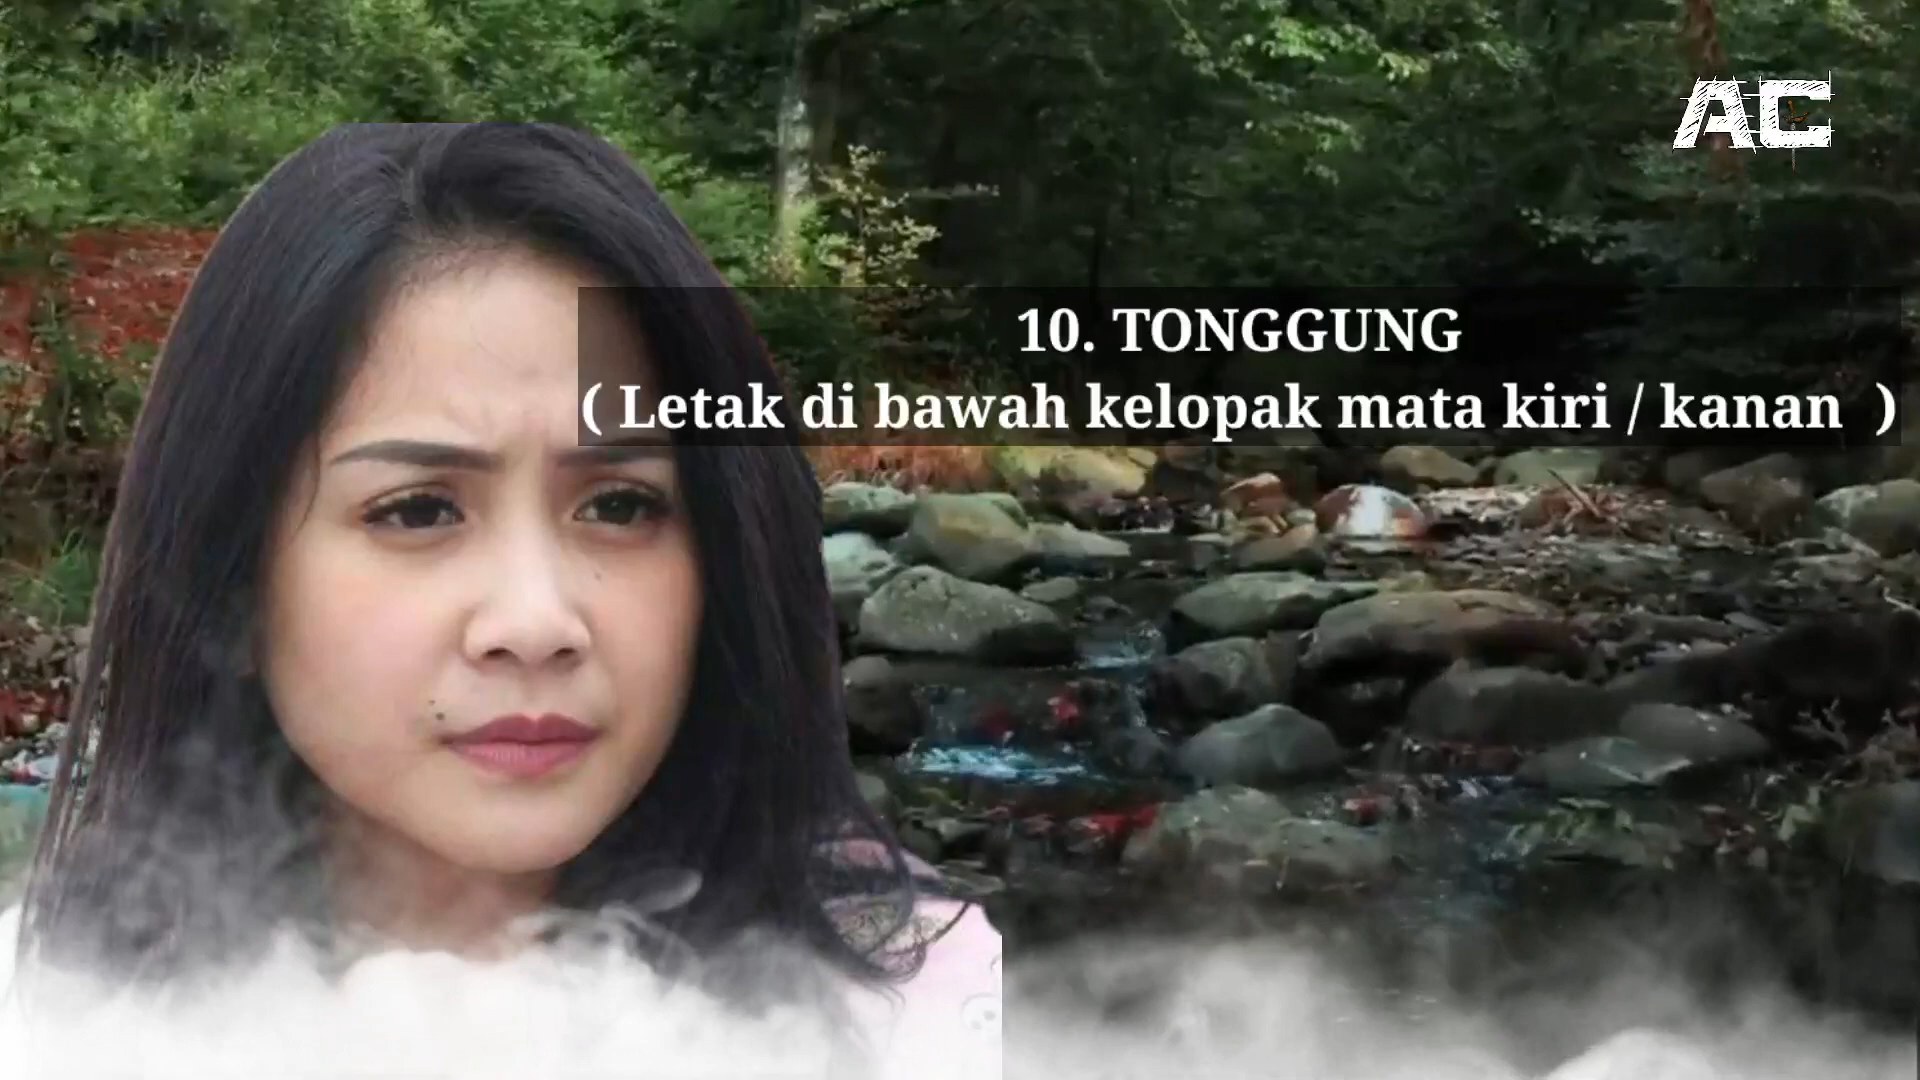 AC
10. TONGGUNG
( Letak di bawah kelopak mata kiri / kanan )